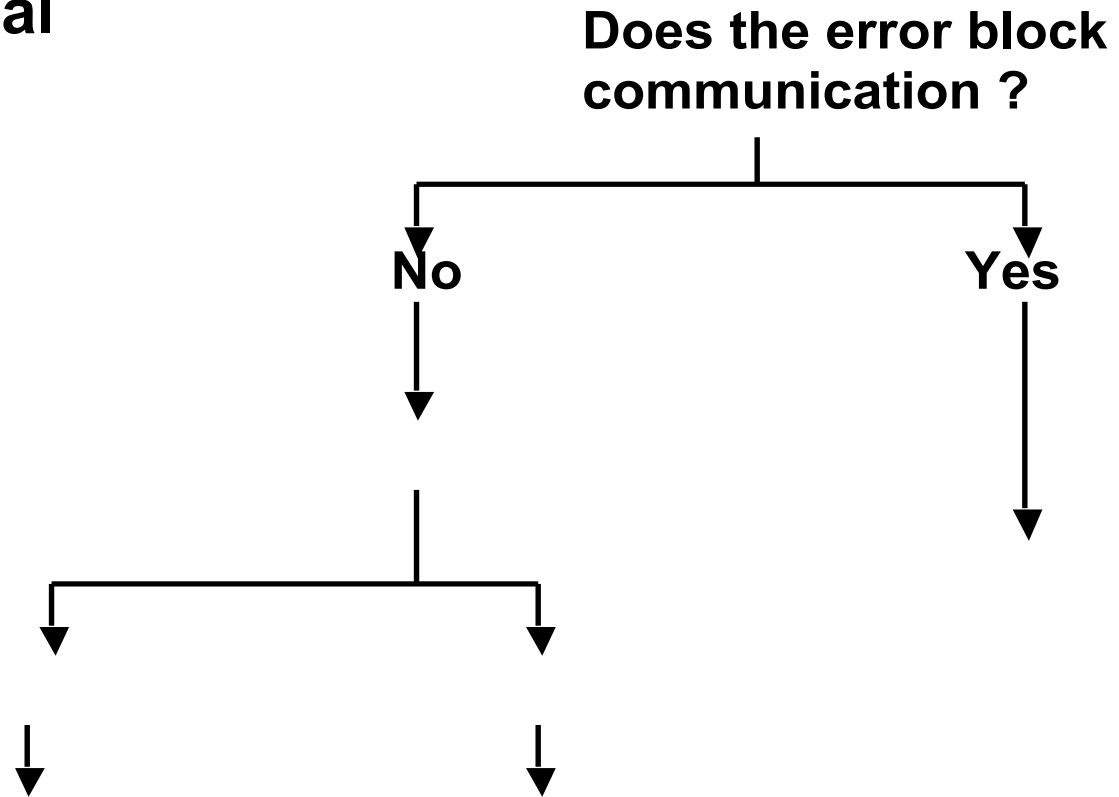 al
Does the error block
communication ?
No
Yes